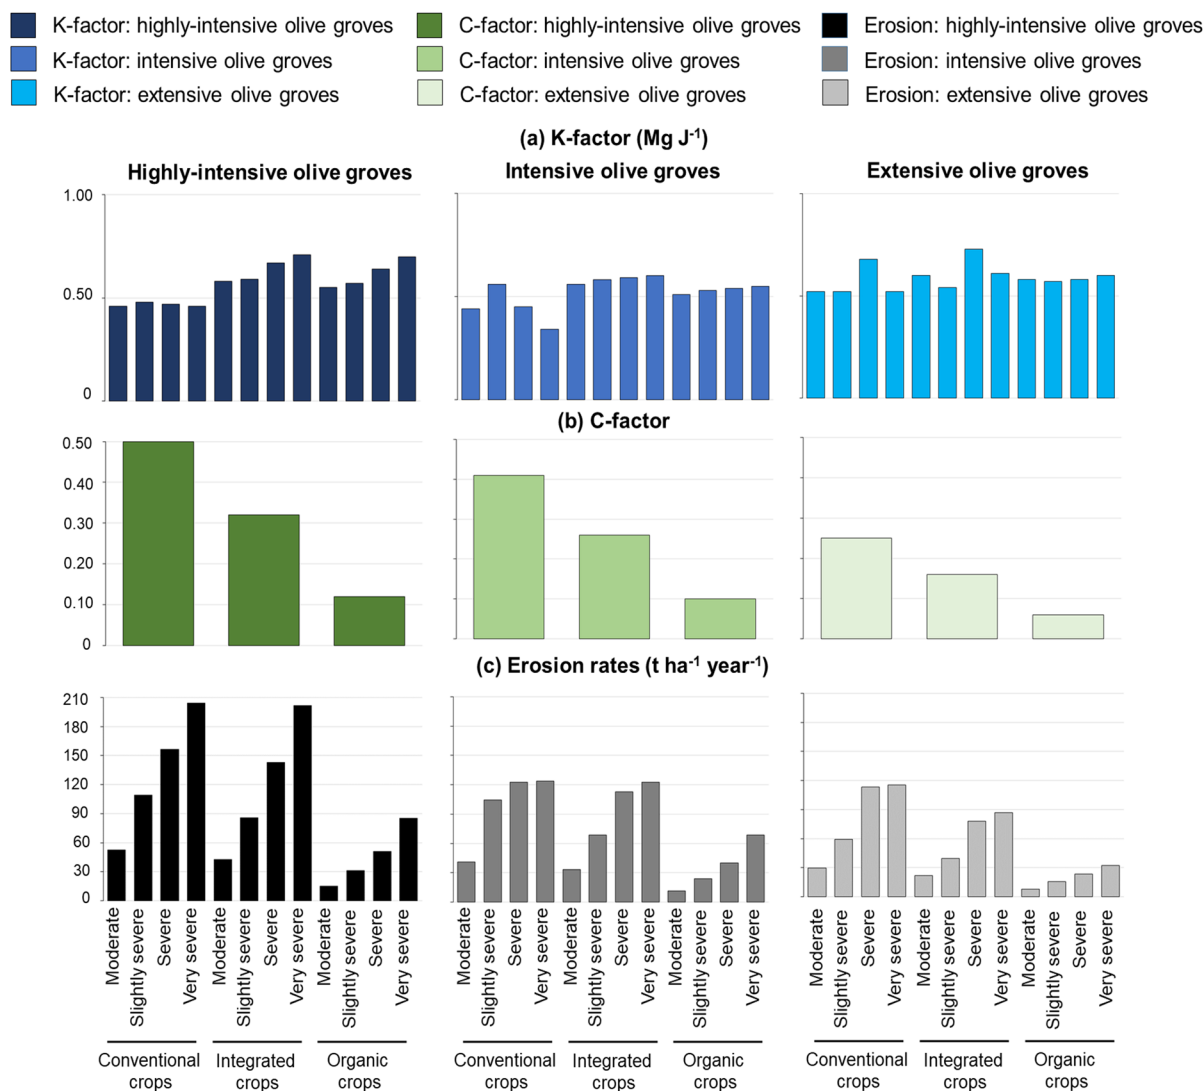 K-factor: highly-intensive olive groves
C-factor: highly-intensive olive groves
Erosion: highly-intensive olive groves
K-factor: intensive olive groves
C-factor: intensive olive groves
Erosion: intensive olive groves
K-factor: extensive olive groves
C-factor: extensive olive groves
Erosion: extensive olive groves
(a) K-factor (Mg J⁻¹)
Highly-intensive olive groves
Intensive olive groves
Extensive olive groves
1.00
0.50
0
(b) C-factor
0.50
0.40
0.30
0.20
0.10
0
(c) Erosion rates (t ha⁻¹ year⁻¹)
210
180
150
120
90
60
30
0
Moderate
Slightly severe
Severe
Very severe
Moderate
Slightly severe
Severe
Very severe
Moderate
Slightly severe
Severe
Very severe
Moderate
Slightly severe
Severe
Very severe
Moderate
Slightly severe
Severe
Very severe
Moderate
Slightly severe
Severe
Very severe
Moderate
Slightly severe
Severe
Very severe
Moderate
Slightly severe
Severe
Very severe
Moderate
Slightly severe
Severe
Very severe
Conventional
crops
Integrated
crops
Organic
crops
Conventional
crops
Integrated
crops
Organic
crops
Conventional
crops
Integrated
crops
Organic
crops